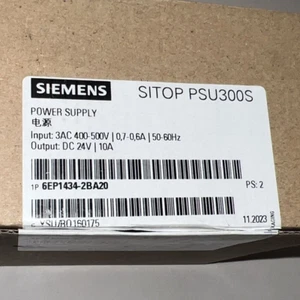 SIEMENS
SITOP PSU300S
POWER SUPPLY
电源
Input: 3AC 400-500V | 0,7-0,6A | 50-60Hz
Output: DC 24V | 10A
1P 6EP1434-2BA20
PS: 2
11.2023